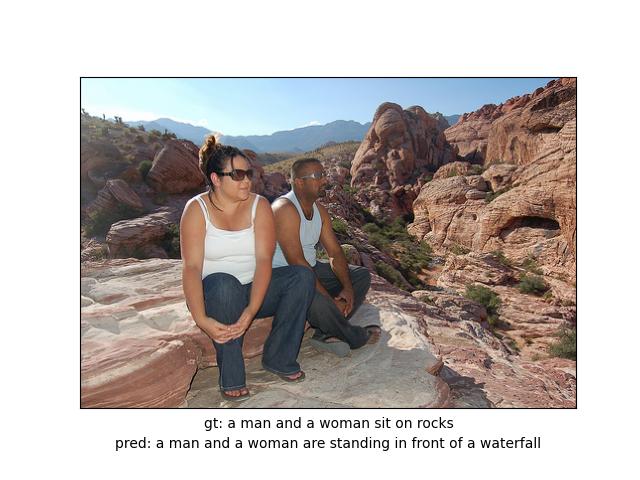 gt: a man and a woman sit on rocks
pred: a man and a woman are standing in front of a waterfall